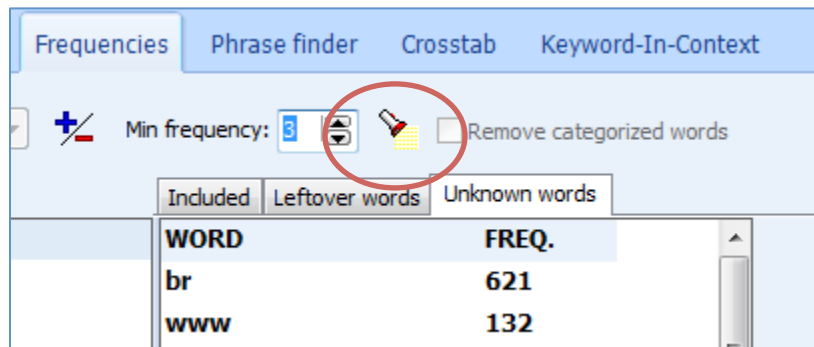 Frequencies Phrase finder Crosstab Keyword-In-Context
Min frequency: 3 Remove categorized words
Included Leftover words Unknown words
WORD FREQ.
br 621
www 132